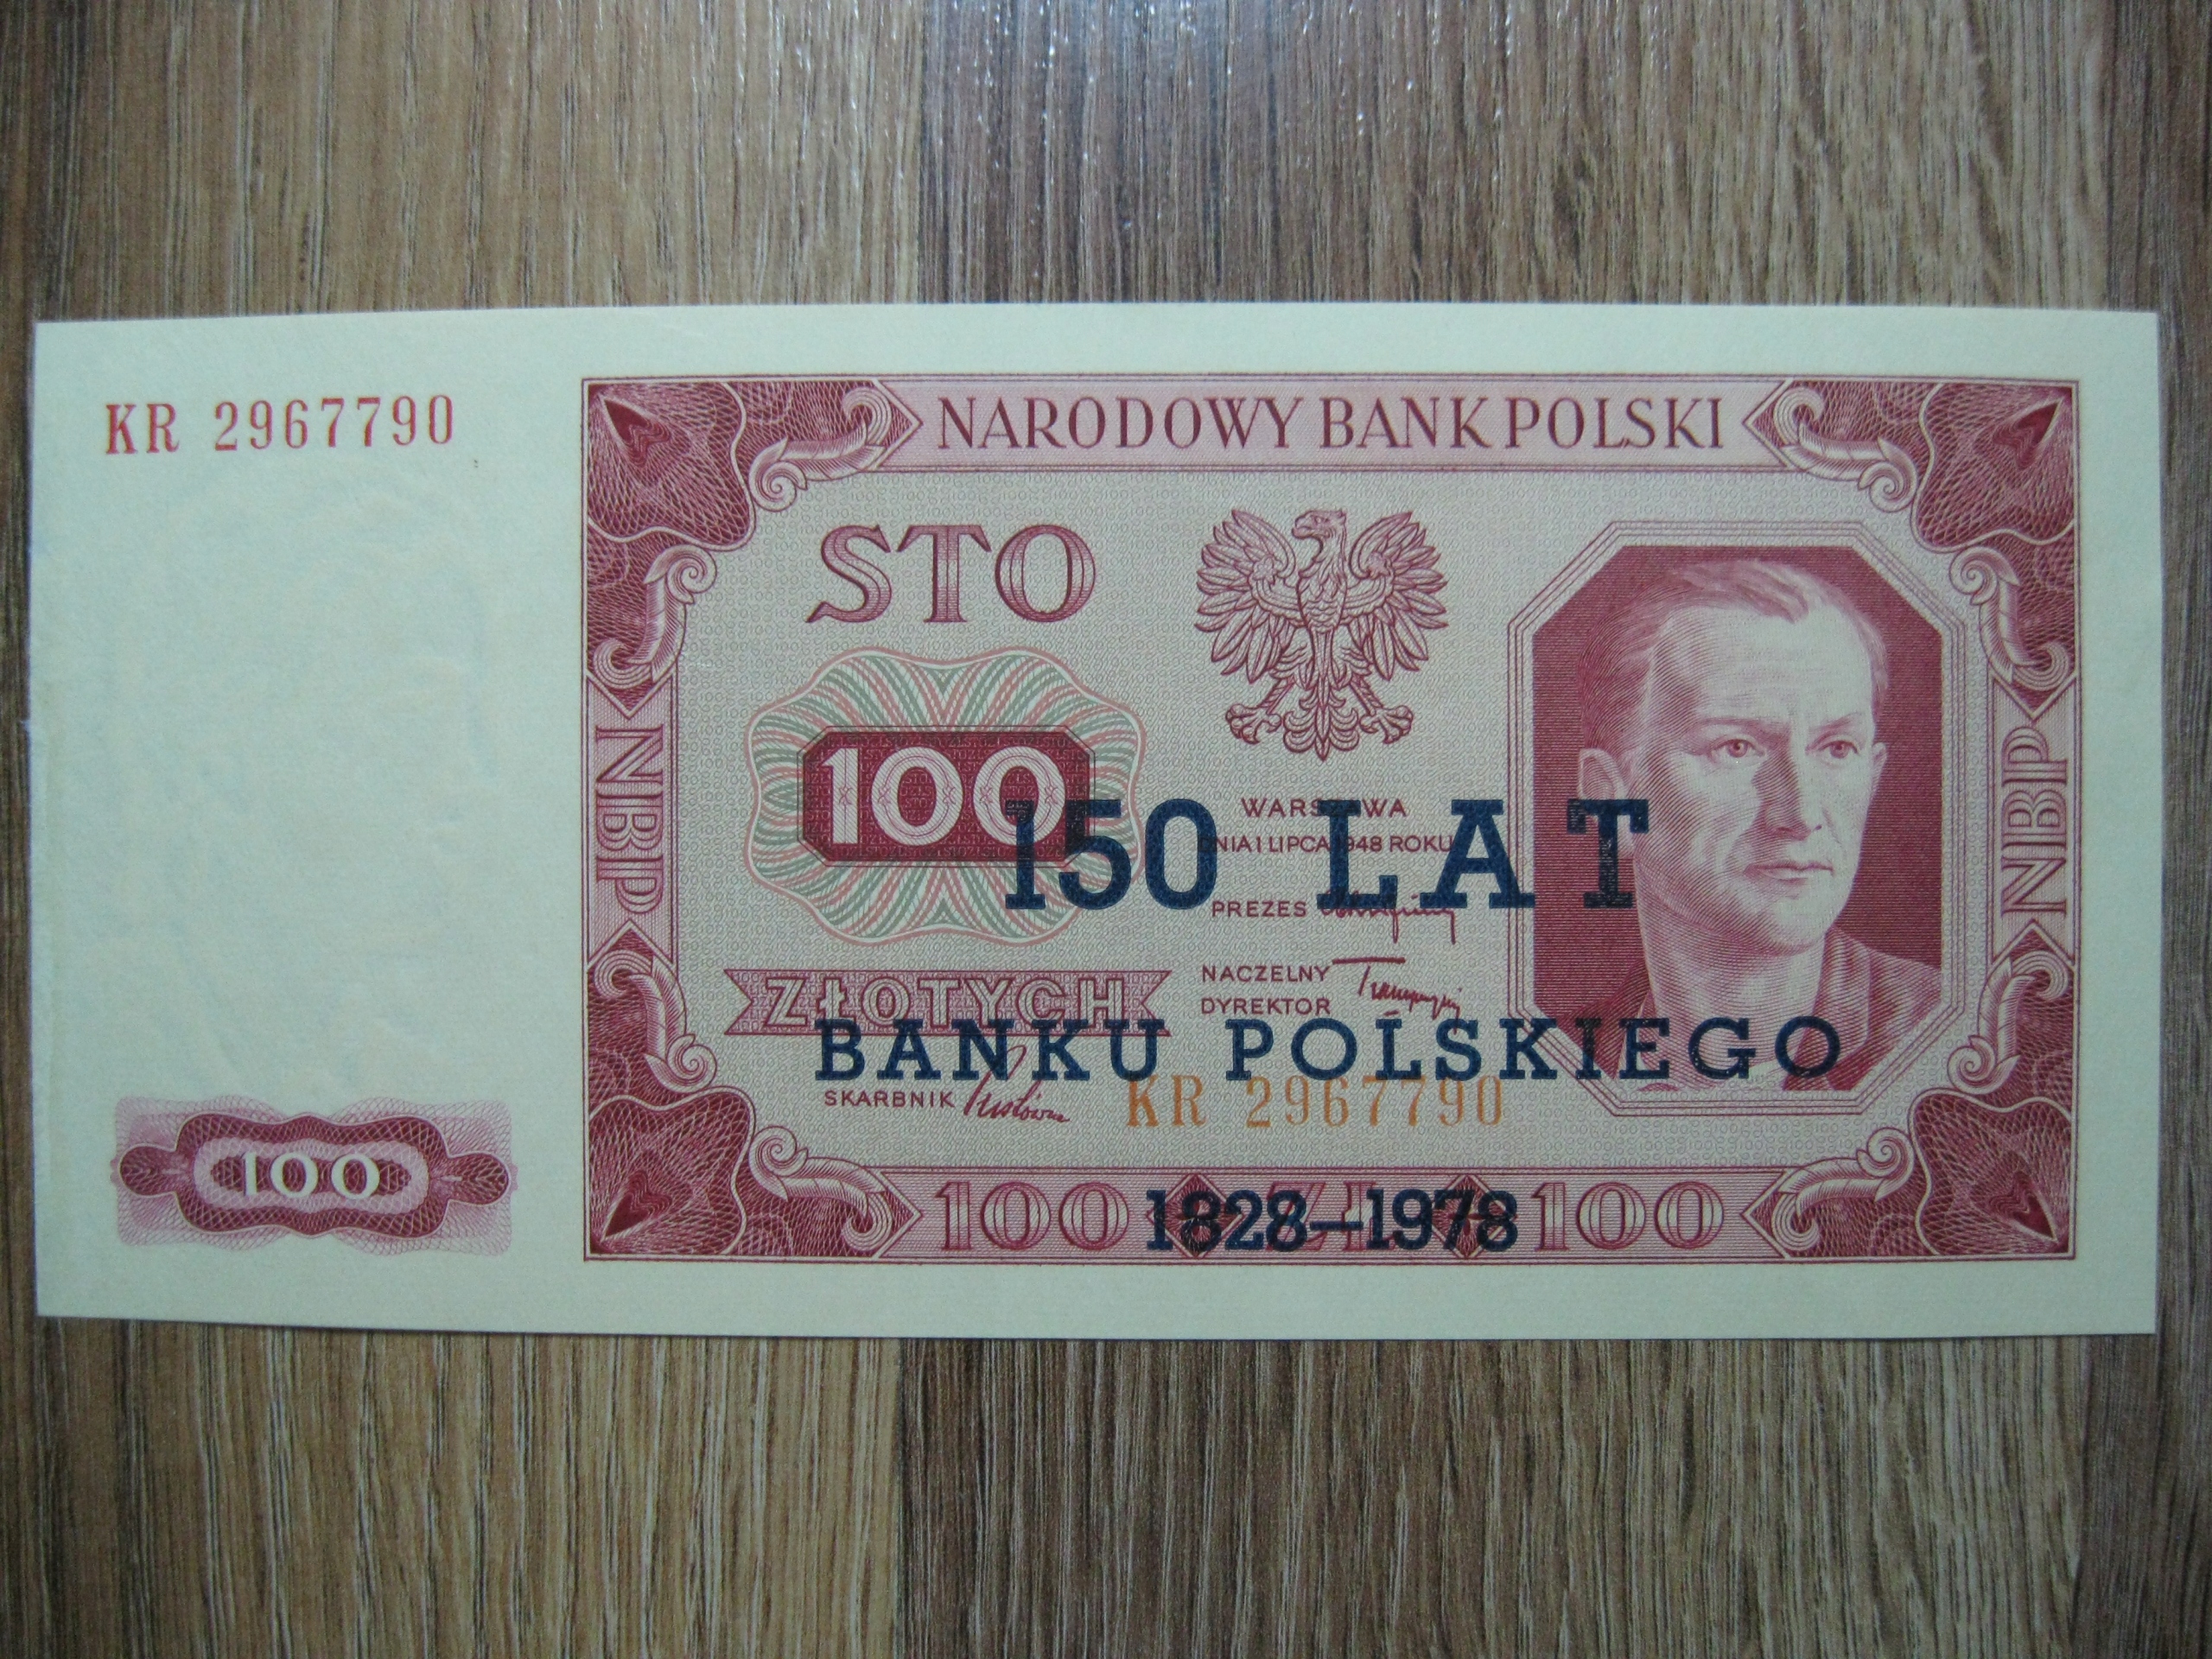 KR 2967790
NARODOWY BANK POLSKI
STO
100
WARSZAWA
DNIA 1 LIPCA 1948 ROKU
150 LAT
PREZES
NBP
NBP
ZŁOTYCH
NACZELNY
DYREKTOR
BANKU POLSKIEGO
SKARBNIK
KR 2967790
100
100 ZŁ 100
1828-1978